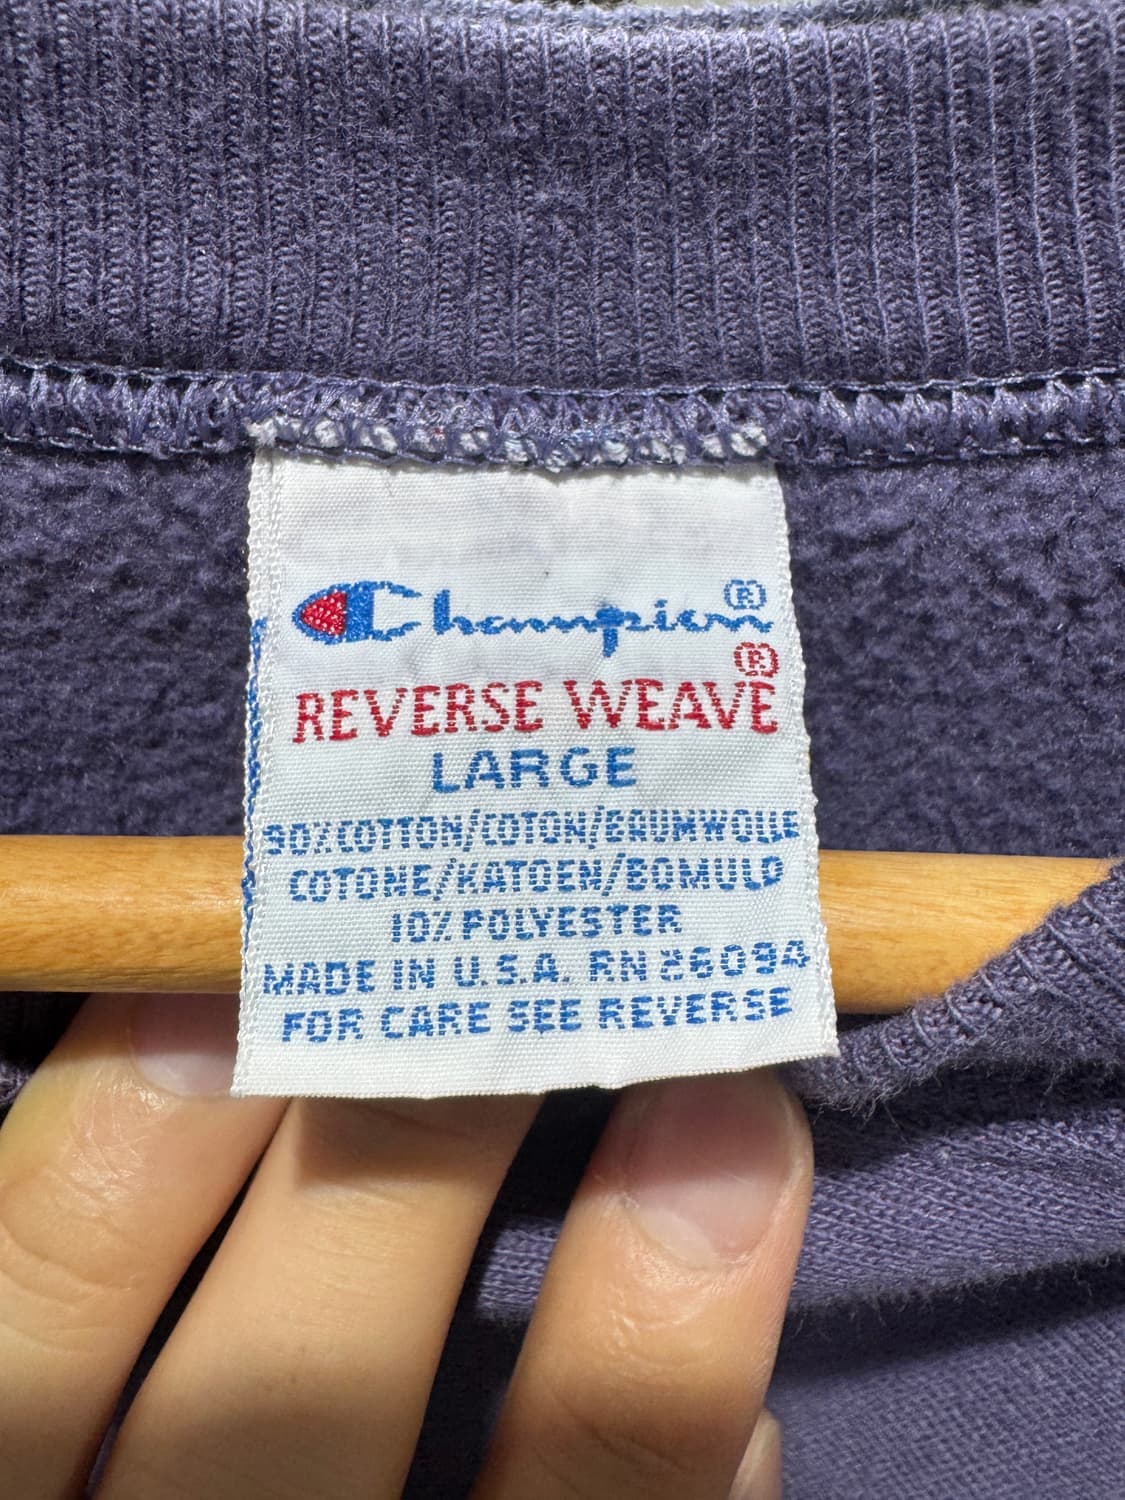 Champion®
REVERSE WEAVE®
LARGE
90% COTTON/COTON/BAUMWOLLE
COTONE/KATOEN/BOMULD
10% POLYESTER
MADE IN U.S.A. RN 26094
FOR CARE SEE REVERSE